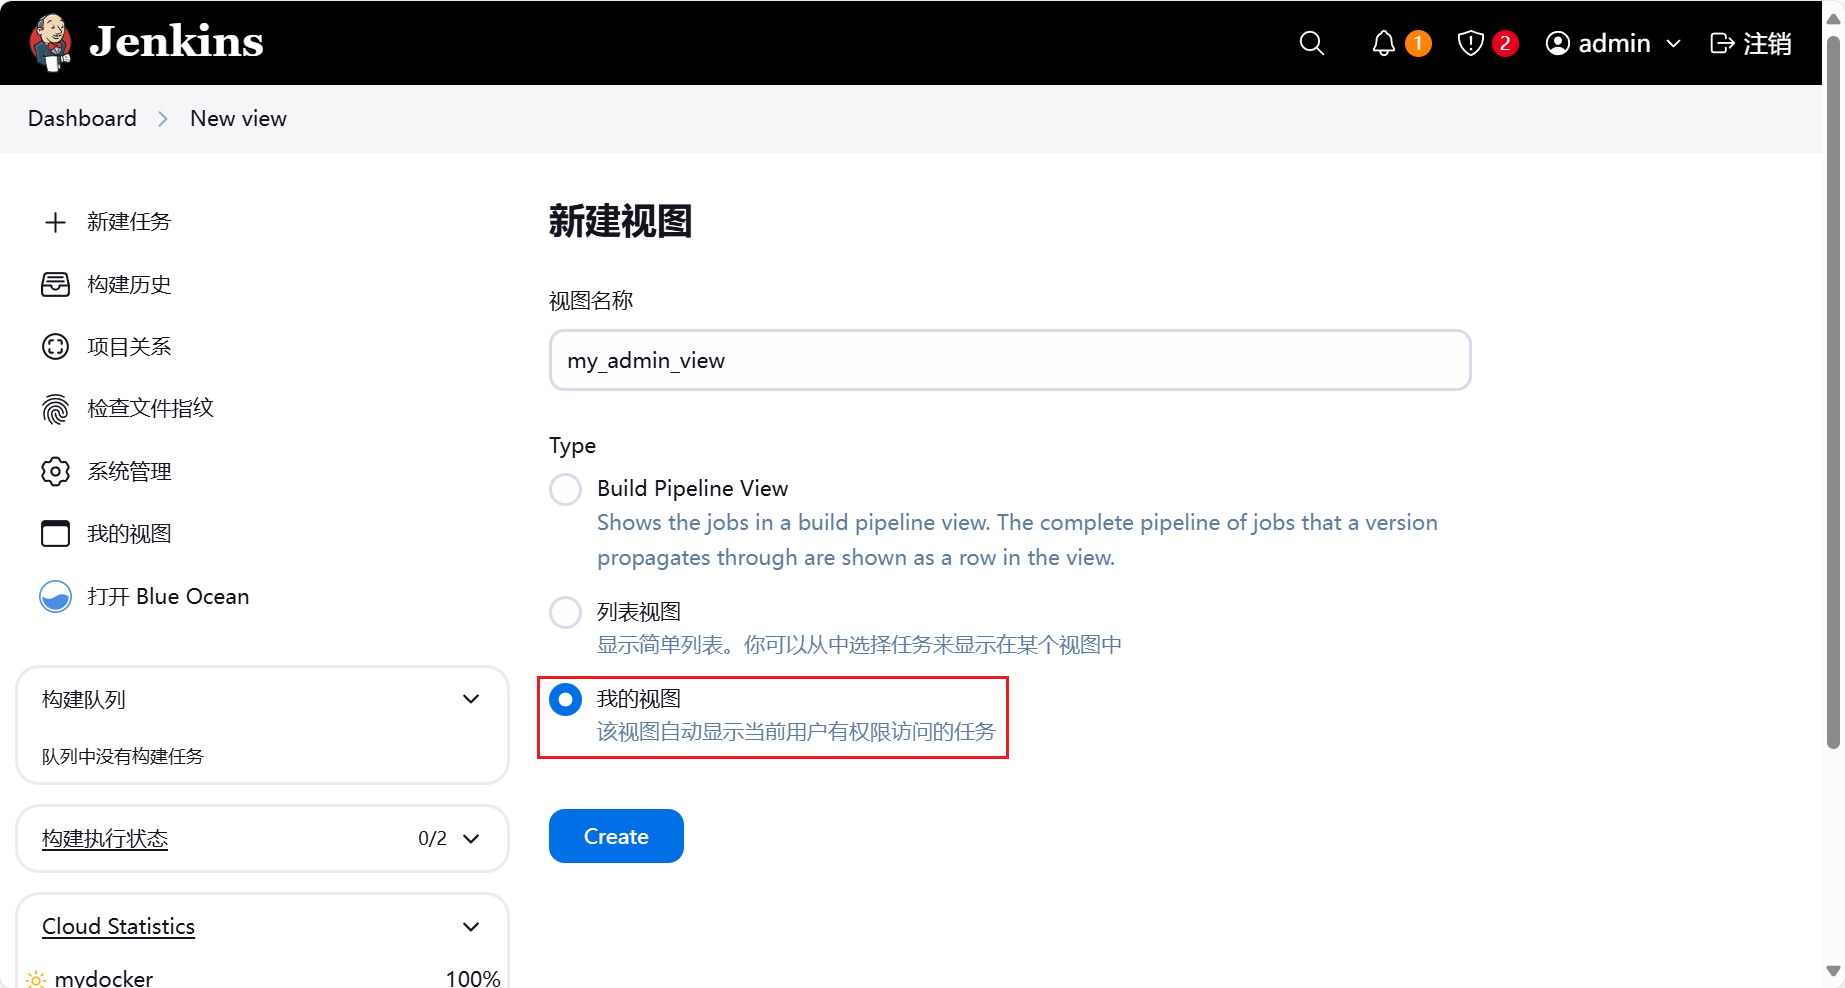 Jenkins
1
2
admin
注销
Dashboard
New view
新建任务
构建历史
项目关系
检查文件指纹
系统管理
我的视图
打开 Blue Ocean
构建队列
队列中没有构建任务
构建执行状态
0/2
Cloud Statistics
mydocker
100%
新建视图
视图名称
my_admin_view
Type
Build Pipeline View
Shows the jobs in a build pipeline view. The complete pipeline of jobs that a version
propagates through are shown as a row in the view.
列表视图
显示简单列表。你可以从中选择任务来显示在某个视图中
我的视图
该视图自动显示当前用户有权限访问的任务
Create